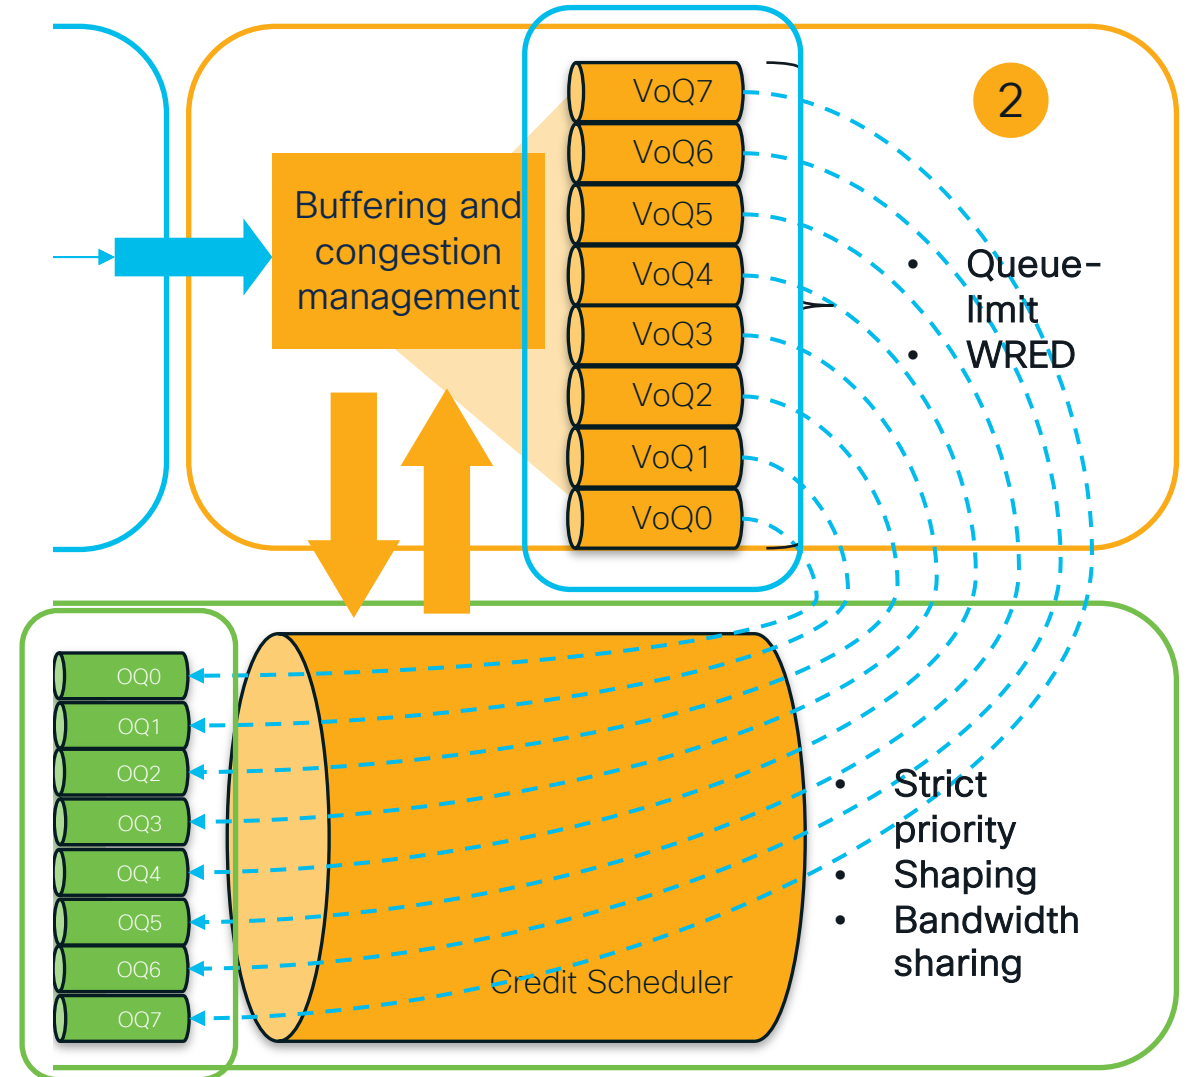 2
VoQ7
VoQ6
VoQ5
VoQ4
VoQ3
VoQ2
VoQ1
VoQ0
Buffering and
congestion
management
• Queue-
limit
• WRED
OQ0
OQ1
OQ2
OQ3
OQ4
OQ5
OQ6
OQ7
Credit Scheduler
• Strict
priority
• Shaping
• Bandwidth
sharing